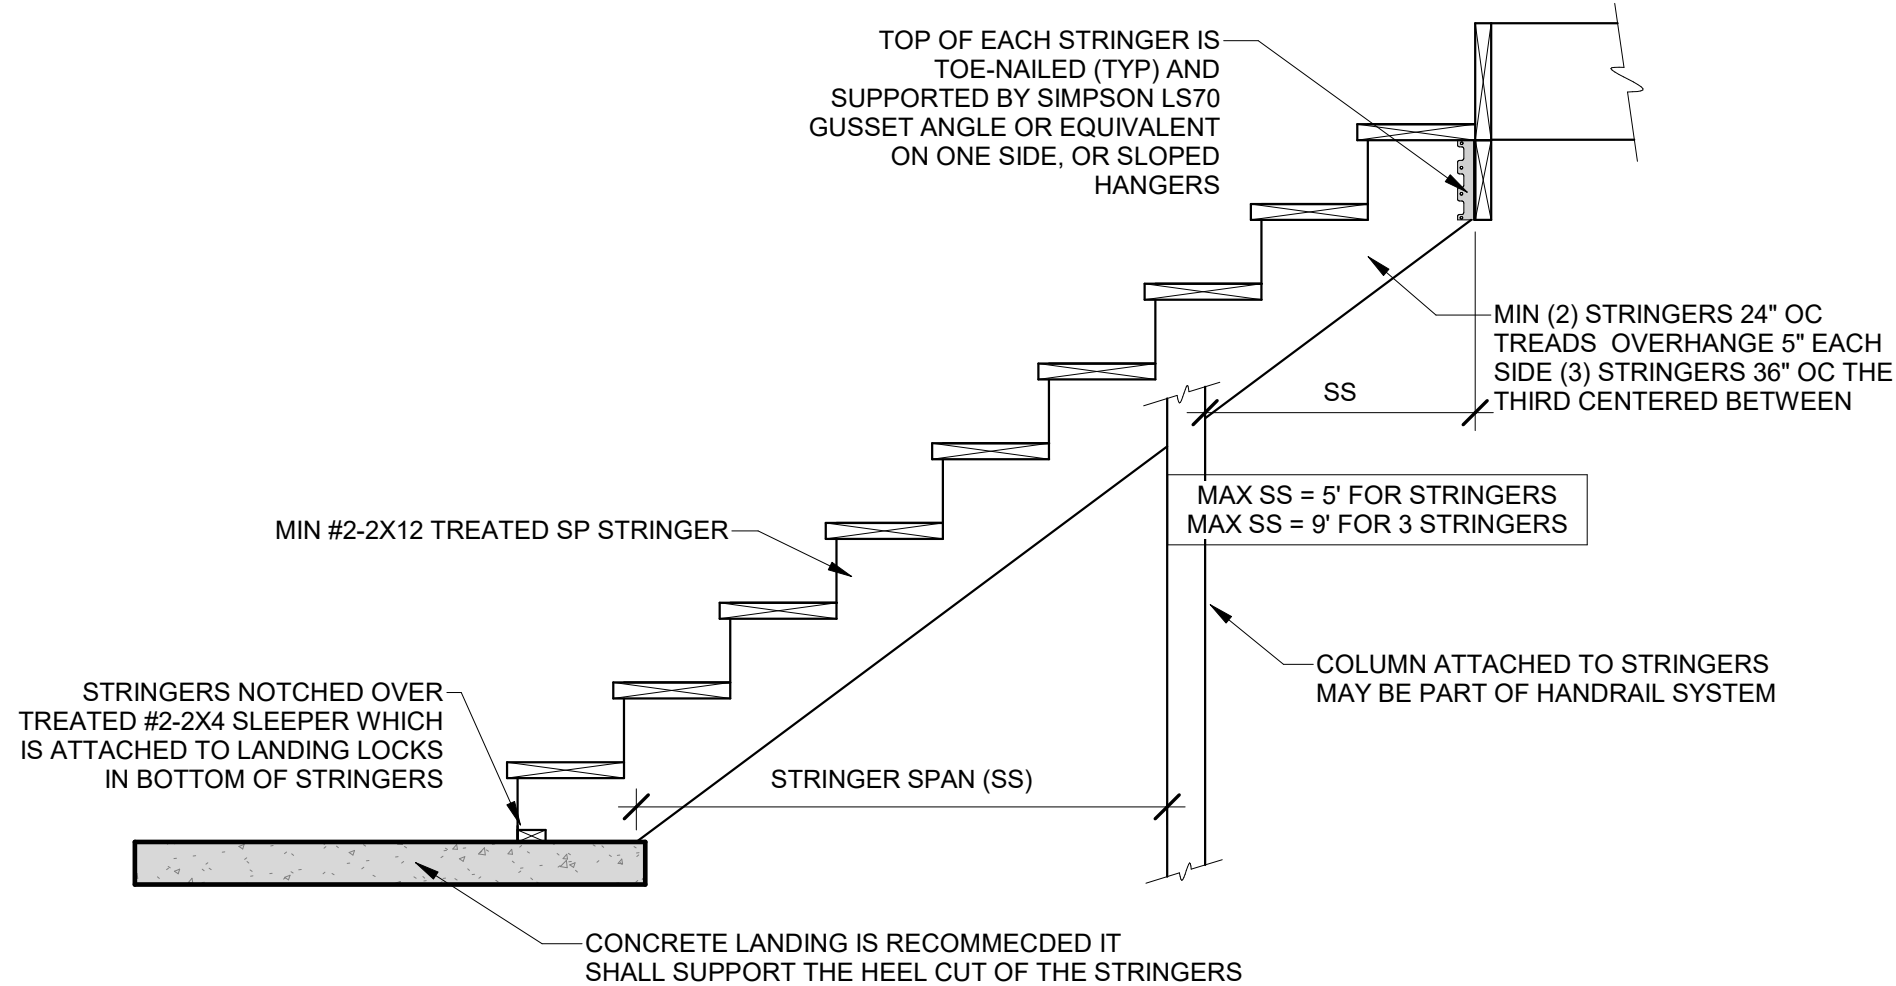 TOP OF EACH STRINGER IS
TOE-NAILED (TYP) AND
SUPPORTED BY SIMPSON LS70
GUSSET ANGLE OR EQUIVALENT
ON ONE SIDE, OR SLOPED
HANGERS
MIN (2) STRINGERS 24" OC
TREADS OVERHANGE 5" EACH
SIDE (3) STRINGERS 36" OC THE
THIRD CENTERED BETWEEN
SS
MAX SS = 5' FOR STRINGERS
MAX SS = 9' FOR 3 STRINGERS
MIN #2-2X12 TREATED SP STRINGER
COLUMN ATTACHED TO STRINGERS
MAY BE PART OF HANDRAIL SYSTEM
STRINGERS NOTCHED OVER
TREATED #2-2X4 SLEEPER WHICH
IS ATTACHED TO LANDING LOCKS
IN BOTTOM OF STRINGERS
STRINGER SPAN (SS)
CONCRETE LANDING IS RECOMMECDED IT
SHALL SUPPORT THE HEEL CUT OF THE STRINGERS